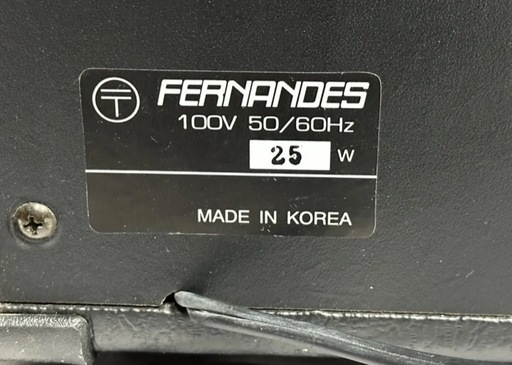 FERNANDES
100V 50/60Hz
25 W
MADE IN KOREA